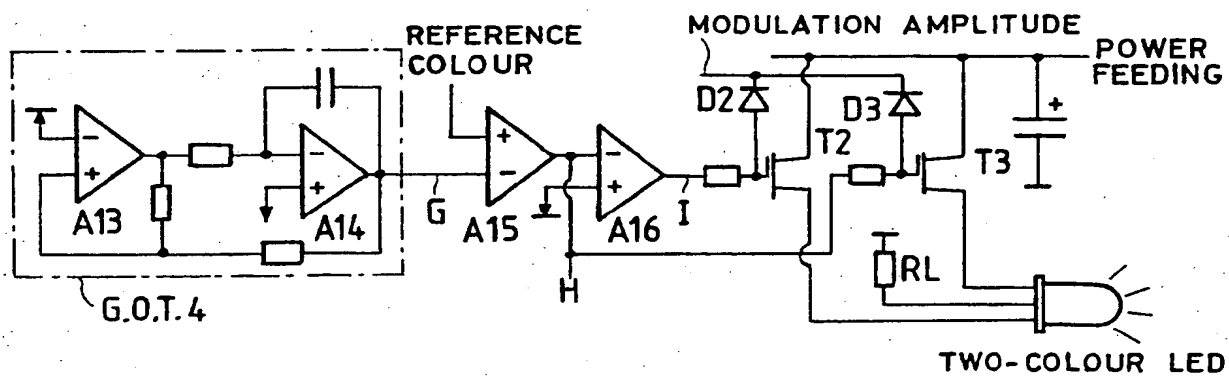 REFERENCE
COLOUR
MODULATION AMPLITUDE
POWER
FEEDING
D2
D3
T2
T3
A13
A14
G
A15
A16
I
H
RL
G.O.T. 4
TWO-COLOUR LED